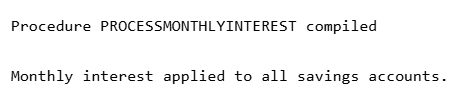 Procedure PROCESSMONTHLYINTEREST compiled
Monthly interest applied to all savings accounts.